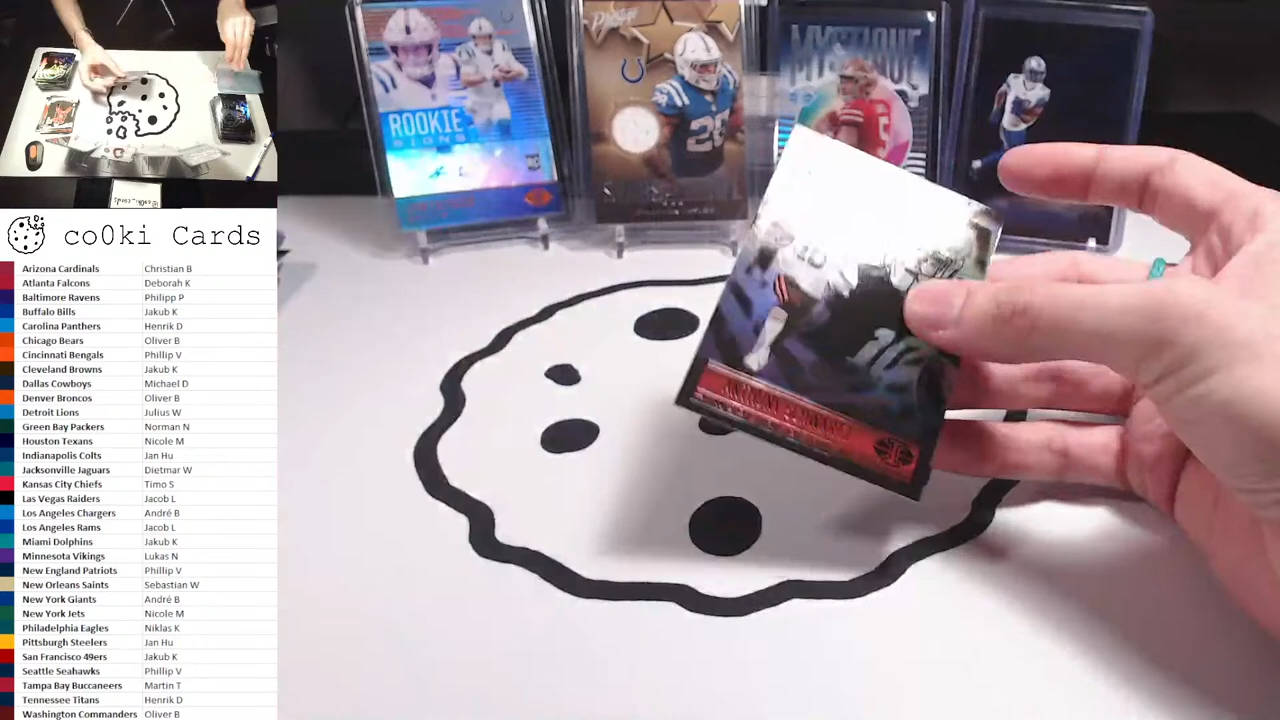 co0ki Cards
Arizona Cardinals Christian B
Atlanta Falcons Deborah K
Baltimore Ravens Philipp P
Buffalo Bills Jakub K
Carolina Panthers Henrik D
Chicago Bears Oliver B
Cincinnati Bengals Phillip V
Cleveland Browns Jakub K
Dallas Cowboys Michael D
Denver Broncos Oliver B
Detroit Lions Julius W
Green Bay Packers Norman N
Houston Texans Nicole M
Indianapolis Colts Jan Hu
Jacksonville Jaguars Dietmar W
Kansas City Chiefs Timo S
Las Vegas Raiders Jacob L
Los Angeles Chargers André B
Los Angeles Rams Jacob L
Miami Dolphins Jakub K
Minnesota Vikings Lukas N
New England Patriots Phillip V
New Orleans Saints Sebastian W
New York Giants André B
New York Jets Nicole M
Philadelphia Eagles Niklas K
Pittsburgh Steelers Jan Hu
San Francisco 49ers Jakub K
Seattle Seahawks Phillip V
Tampa Bay Buccaneers Martin T
Tennessee Titans Henrik D
Washington Commanders Oliver B
ROOKIE
SIGNS
RC
Prestige
28
MYSTIQUE
5
10